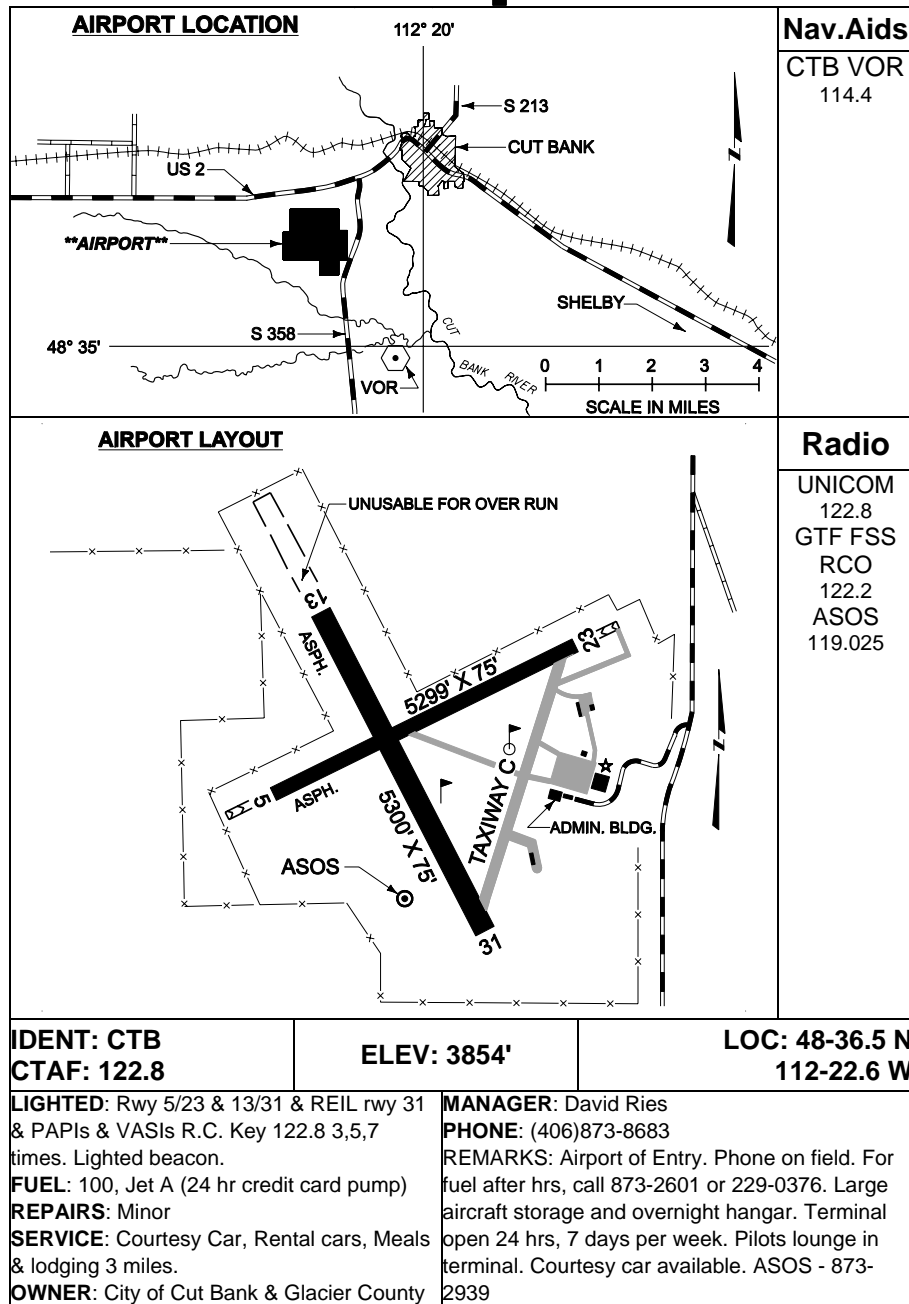 AIRPORT LOCATION
112° 20'
S 213
CUT BANK
US 2
**AIRPORT**
SHELBY
S 358
48° 35'
VOR
CUT
BANK RIVER
0 1 2 3 4
SCALE IN MILES
N
Nav.Aids
CTB VOR
114.4
AIRPORT LAYOUT
UNUSABLE FOR OVER RUN
13
ASPH.
23
5299' X 75'
5
ASPH.
5300' X 75'
TAXIWAY C
ADMIN. BLDG.
ASOS
31
N
Radio
UNICOM
122.8
GTF FSS
RCO
122.2
ASOS
119.025
IDENT: CTB
CTAF: 122.8
ELEV: 3854'
LOC: 48-36.5 N
112-22.6 W
LIGHTED: Rwy 5/23 & 13/31 & REIL rwy 31
& PAPIs & VASIs R.C. Key 122.8 3,5,7
times. Lighted beacon.
FUEL: 100, Jet A (24 hr credit card pump)
REPAIRS: Minor
SERVICE: Courtesy Car, Rental cars, Meals
& lodging 3 miles.
OWNER: City of Cut Bank & Glacier County
MANAGER: David Ries
PHONE: (406)873-8683
REMARKS: Airport of Entry. Phone on field. For
fuel after hrs, call 873-2601 or 229-0376. Large
aircraft storage and overnight hangar. Terminal
open 24 hrs, 7 days per week. Pilots lounge in
terminal. Courtesy car available. ASOS - 873-
2939